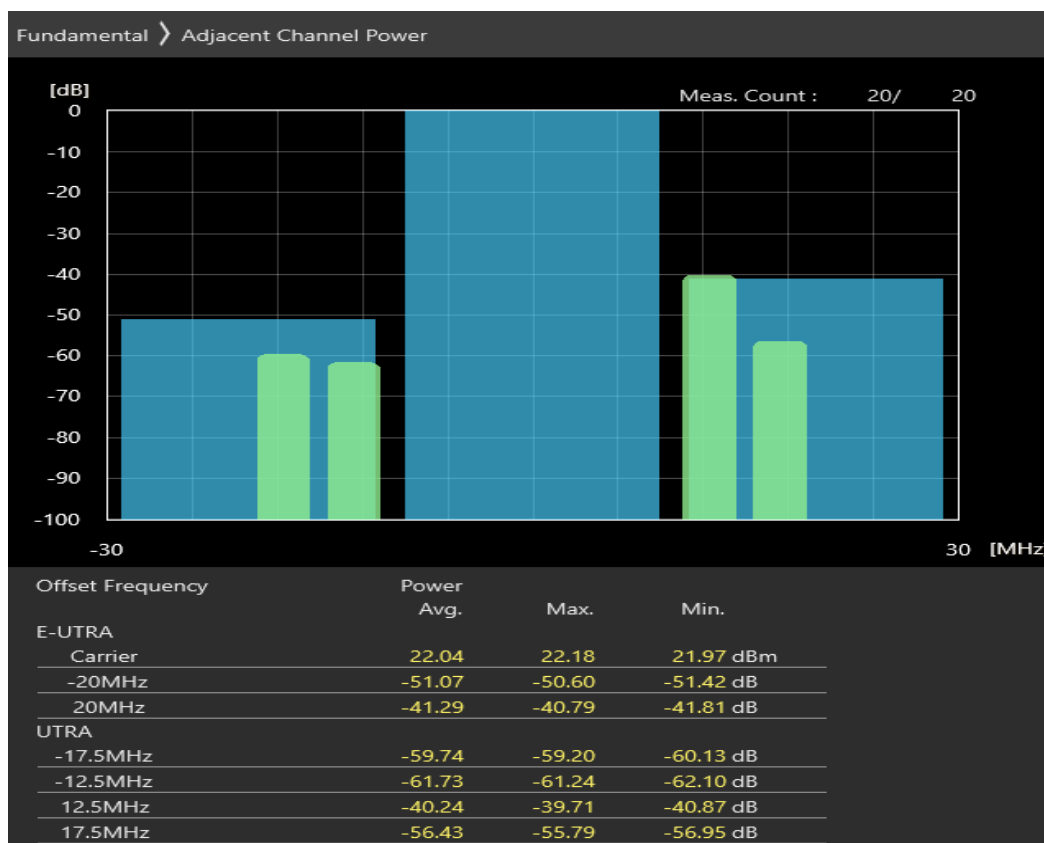 Fundamental 〉 Adjacent Channel Power
[dB]
Meas. Count : 20/ 20
0
-10
-20
-30
-40
-50
-60
-70
-80
-90
-100
-30 30 [MHz
Offset Frequency Power
Avg. Max. Min.
E-UTRA
Carrier 22.04 22.18 21.97 dBm
-20MHz -51.07 -50.60 -51.42 dB
20MHz -41.29 -40.79 -41.81 dB
UTRA
-17.5MHz -59.74 -59.20 -60.13 dB
-12.5MHz -61.73 -61.24 -62.10 dB
12.5MHz -40.24 -39.71 -40.87 dB
17.5MHz -56.43 -55.79 -56.95 dB